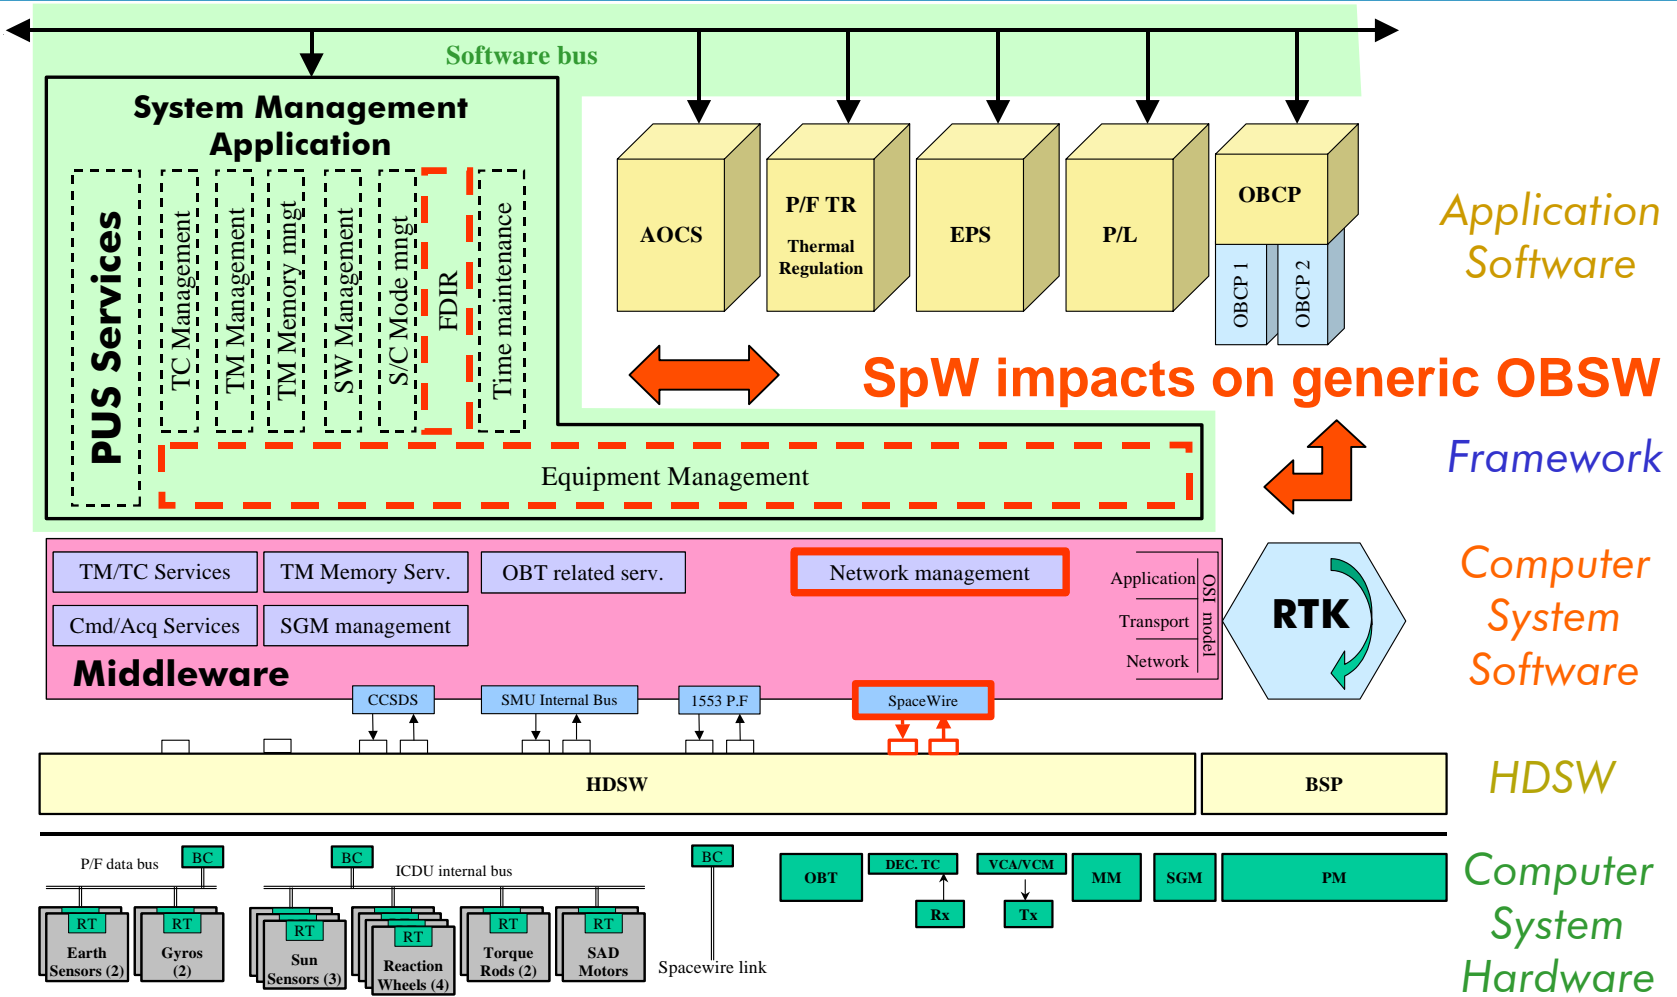 Software bus
System Management
Application
PUS Services
TC Management
TM Management
TM Memory mngt
SW Management
S/C Mode mngt
FDIR
Time maintenance
Equipment Management
AOCS
P/F TR
Thermal
Regulation
EPS
P/L
OBCP
OBCP 1
OBCP 2
Application
Software
SpW impacts on generic OBSW
Framework
TM/TC Services
TM Memory Serv.
OBT related serv.
Network management
Cmd/Acq Services
SGM management
Middleware
Application
Transport
Network
OSI model
RTK
Computer
System
Software
CCSDS
SMU Internal Bus
1553 P.F
SpaceWire
HDSW
BSP
HDSW
P/F data bus
BC
BC
ICDU internal bus
BC
RT
Earth
Sensors (2)
RT
Gyros
(2)
RT
Sun
Sensors (3)
RT
Reaction
Wheels (4)
RT
Torque
Rods (2)
RT
SAD
Motors
Spacewire link
OBT
DEC. TC
Rx
VCA/VCM
Tx
MM
SGM
PM
Computer
System
Hardware